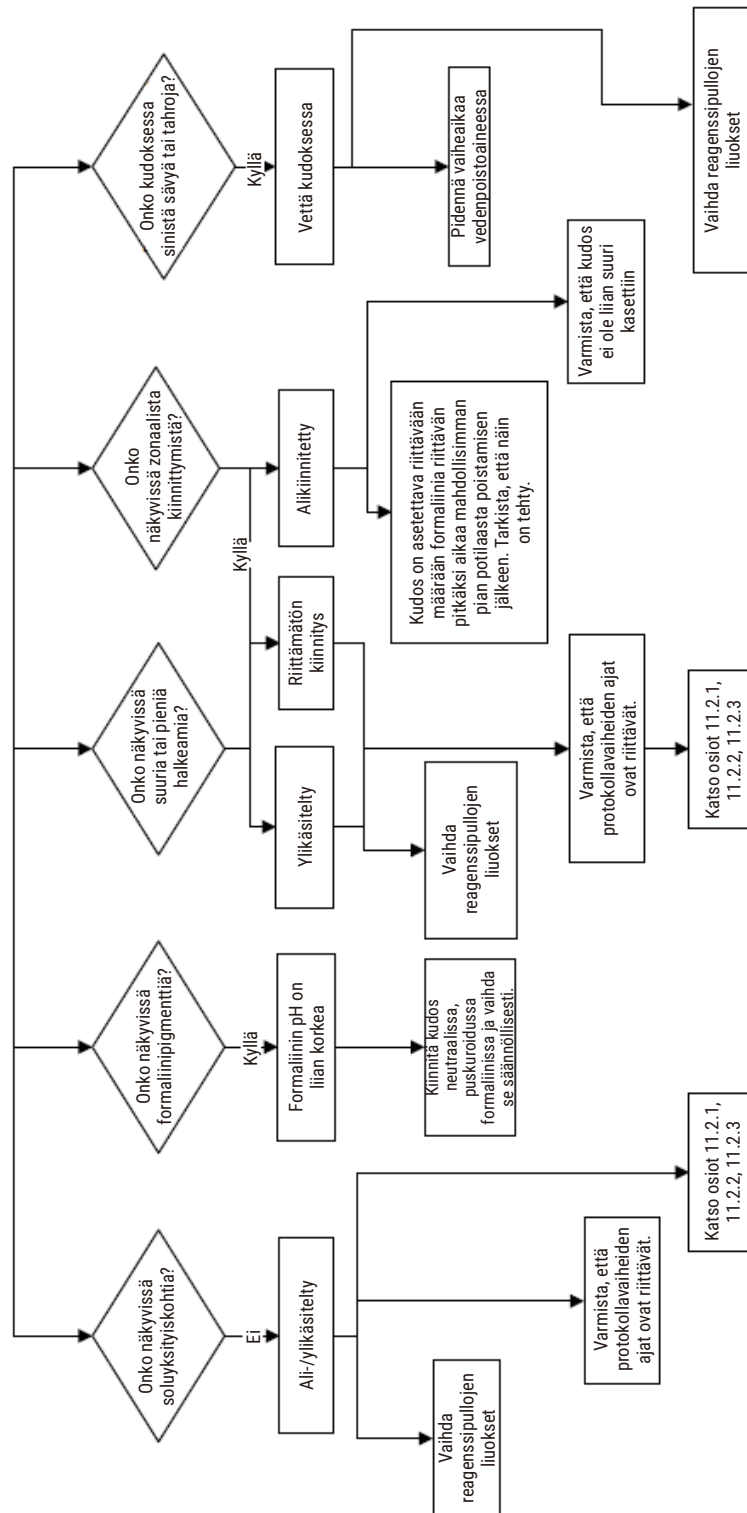 Onko näkyvissä
soluyksityiskohtia?
Ei
Ali-/ylikäsitelty
Vaihda
reagenssipullojen
liuokset
Varmista, että
protokollavaiheiden
ajat ovat riittävät.
Katso osiot 11.2.1,
11.2.2, 11.2.3
Onko näkyvissä
formaliinipigmenttiä?
Kyllä
Formaliinin pH on
liian korkea
Kiinnitä kudos
neutraalissa,
puskuroidussa
formaliinissa ja vaihda
se säännöllisesti.
Onko näkyvissä
suuria tai pieniä
halkeamia?
Ylikäsitelty
Riittämätön
kiinnitys
Vaihda
reagenssipullojen
liuokset
Varmista, että
protokollavaiheiden ajat
ovat riittävät.
Katso osiot 11.2.1,
11.2.2, 11.2.3
Onko
näkyvissä zonaalista
kiinnittymistä?
Kyllä
Alikiinnitetty
Kudos on asetettava riittävään
määrään formaliinia riittävän
pitkäksi aikaa mahdollisimman
pian potilaasta poistamisen
jälkeen. Tarkista, että näin
on tehty.
Varmista, että kudos
ei ole liian suuri
kasettiin
Onko kudoksessa
sinistä sävyä tai tahroja?
Kyllä
Vettä kudoksessa
Pidennä vaiheaikaa
vedenpoistoaineessa
Vaihda reagenssipullojen
liuokset